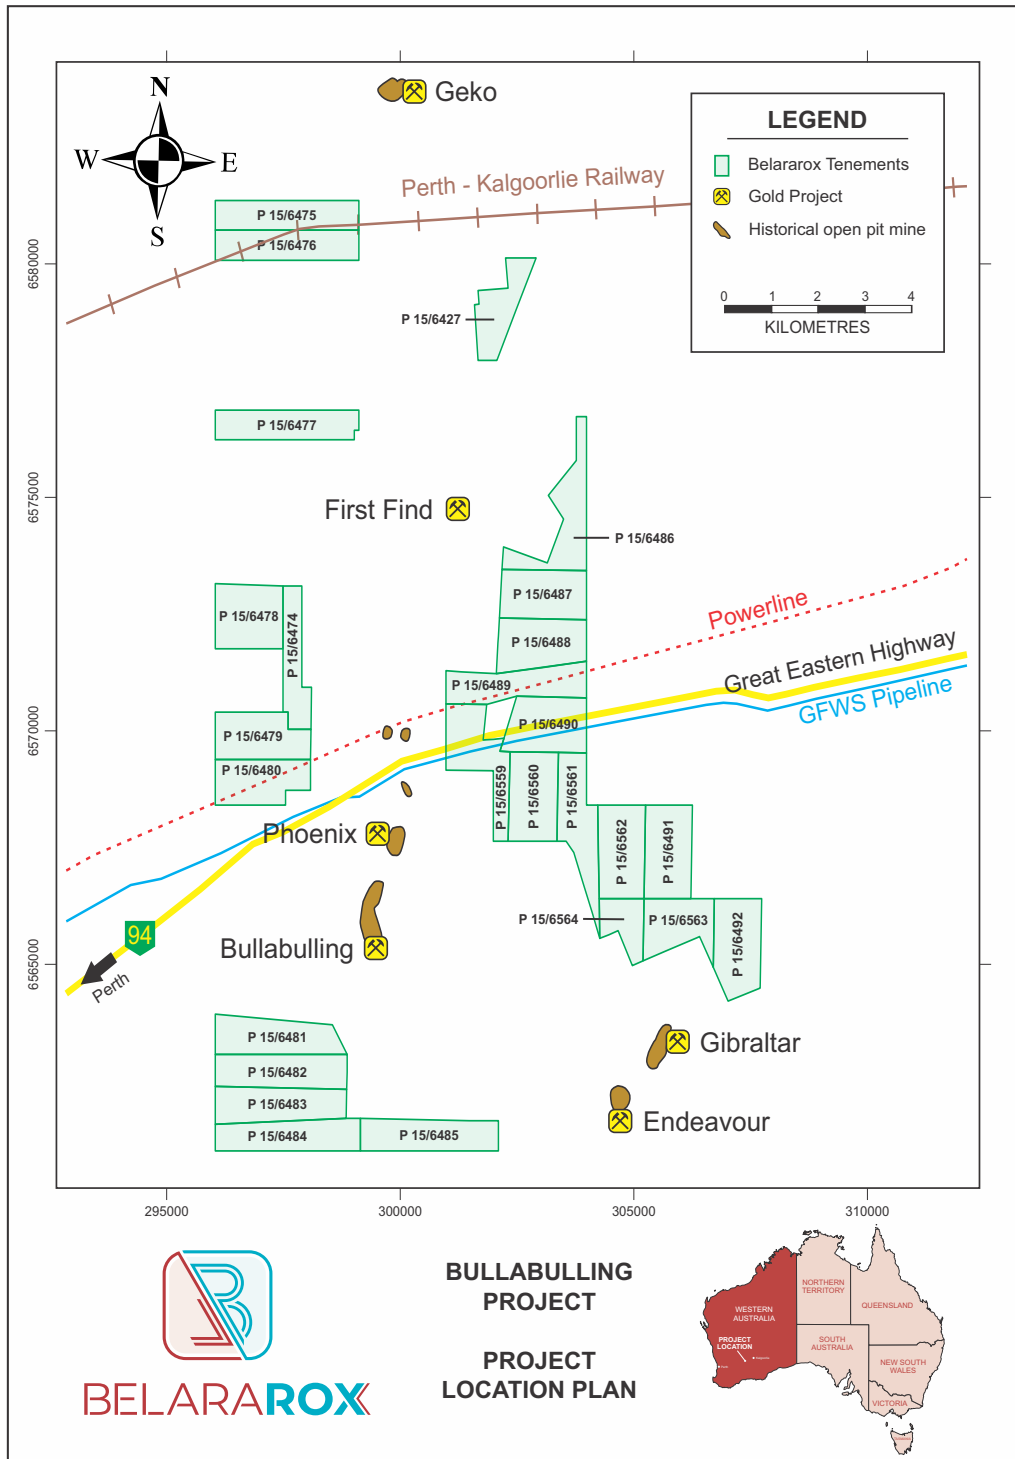 N
W
E
S
Geko
LEGEND
Belararox Tenements
Gold Project
Historical open pit mine
0 1 2 3 4
KILOMETRES
Perth - Kalgoorlie Railway
P 15/6475
P 15/6476
6580000
P 15/6427
P 15/6477
6575000
First Find
P 15/6486
P 15/6487
P 15/6478
P 15/6474
P 15/6488
Powerline
Great Eastern Highway
GFWS Pipeline
P 15/6489
P 15/6490
6570000
P 15/6479
P 15/6480
P 15/6559
P 15/6560
P 15/6561
Phoenix
P 15/6562
P 15/6491
P 15/6564
P 15/6563
P 15/6492
94
Bullabulling
Perth
6565000
P 15/6481
Gibraltar
P 15/6482
P 15/6483
Endeavour
P 15/6484
P 15/6485
295000
300000
305000
310000
BULLABULLING
PROJECT
PROJECT
LOCATION PLAN
BELARAROX
NORTHERN
TERRITORY
QUEENSLAND
WESTERN
AUSTRALIA
PROJECT
LOCATION
SOUTH
AUSTRALIA
NEW SOUTH
WALES
VICTORIA